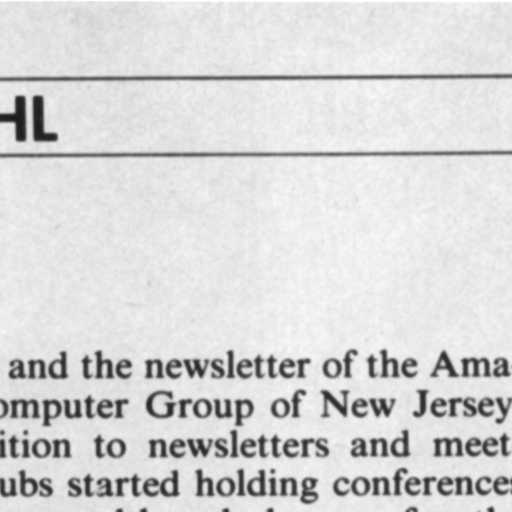 HL
and the newsletter of the Ama-
omputer Group of New Jersey
ition to newsletters and meet
ubs started holding conferences